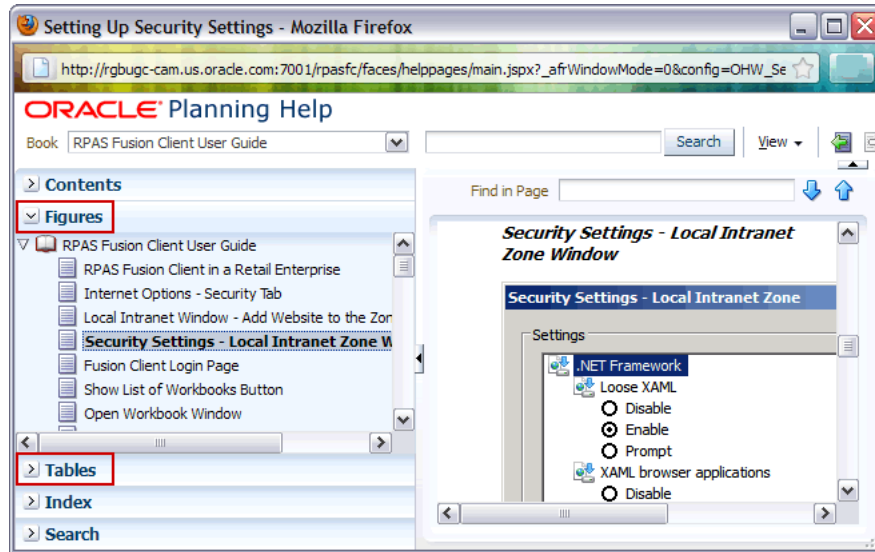 Setting Up Security Settings - Mozilla Firefox
http://rgbugc-cam.us.oracle.com:7001/rpasfc/faces/helppages/main.jspx?_afrWindowMode=0&config=OHW_Se
ORACLE® Planning Help
Book RPAS Fusion Client User Guide Search View
Contents
Find in Page
Figures
RPAS Fusion Client User Guide
RPAS Fusion Client in a Retail Enterprise
Internet Options - Security Tab
Local Intranet Window - Add Website to the Zon
Security Settings - Local Intranet Zone W
Fusion Client Login Page
Show List of Workbooks Button
Open Workbook Window
Tables
Index
Search
Security Settings - Local Intranet
Zone Window
Security Settings - Local Intranet Zone
Settings
.NET Framework
Loose XAML
Disable
Enable
Prompt
XAML browser applications
Disable